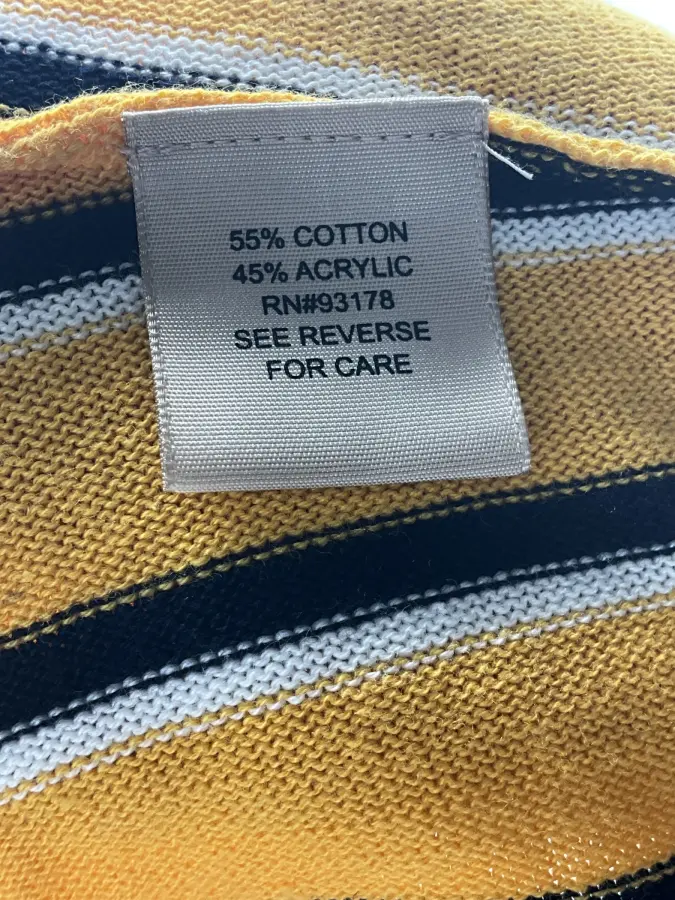 55% COTTON
45% ACRYLIC
RN#93178
SEE REVERSE
FOR CARE